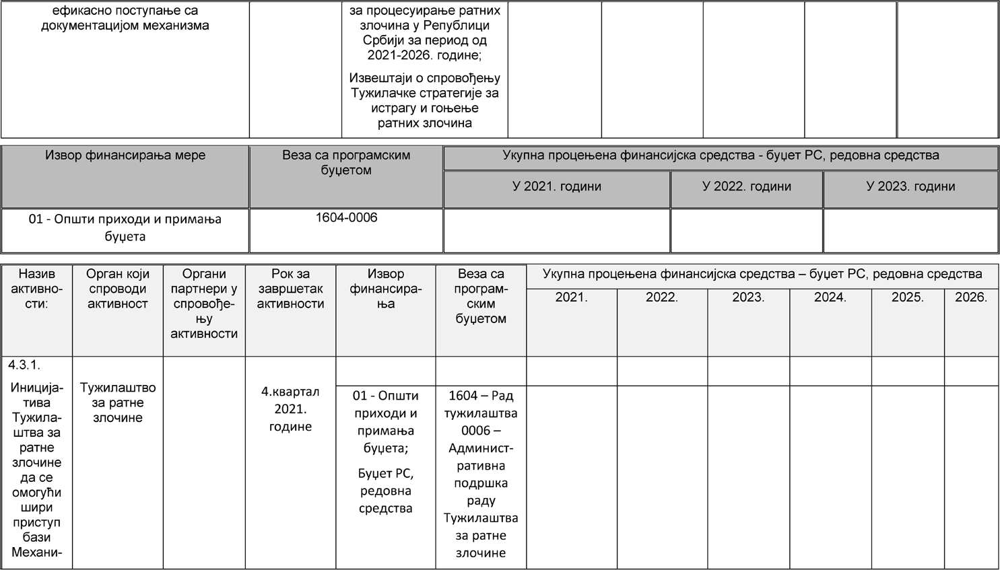 ефикасно поступање са
документацијом механизма
за процесуирање ратних
злочина у Републици
Србији за период од
2021-2026. године;
Извештаји о спровођењу
Тужилачке стратегије за
истрагу и гоњење
ратних злочина
Извор финансирања мере
Веза са програмским
буџетом
Укупна процењена финансијска средства - буџет РС, редовна средства
У 2021. години
У 2022. години
У 2023. години
01 - Општи приходи и примања
буџета
1604-0006
Назив
активно-
сти:
Орган који
спроводи
активност
Органи
партнери у
спровође-
њу
активности
Рок за
завршетак
активности
Извор
финансира-
ња
Веза са
програм-
ским
буџетом
Укупна процењена финансијска средства – буџет РС, редовна средства
2021.
2022.
2023.
2024.
2025.
2026.
4.3.1.
Иниција-
тива
Тужила-
штва за
ратне
злочине
да се
омогући
шири
приступ
бази
Механи-
Тужилаштво
за ратне
злочине
4.квартал
2021.
године
01 - Општи
приходи и
примања
буџета;
Буџет РС,
редовна
средства
1604 – Рад
тужилаштва
0006 –
Админист-
ративна
подршка
раду
Тужилаштва
за ратне
злочине